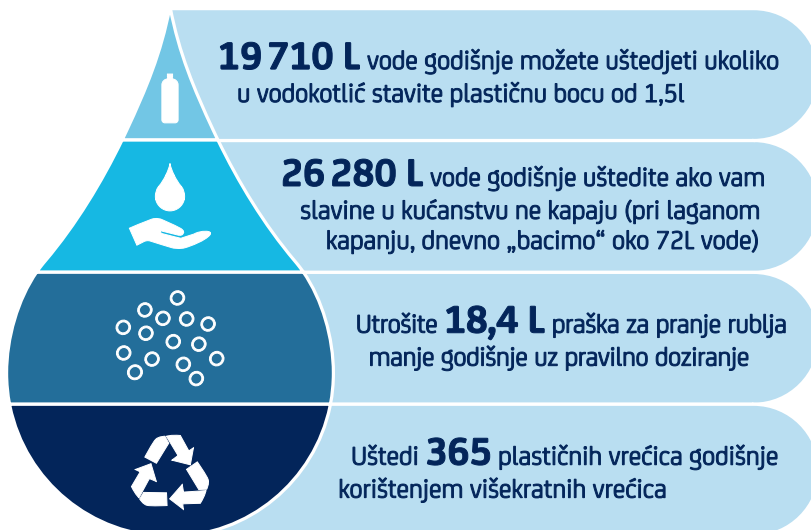 19 710 L vode godišnje možete uštedjeti ukoliko
u vodokotlić stavite plastičnu bocu od 1,5l
26 280 L vode godišnje uštedite ako vam
slavine u kućanstvu ne kapaju (pri laganom
kapanju, dnevno „bacimo“ oko 72L vode)
Utrošite 18,4 L praška za pranje rublja
manje godišnje uz pravilno doziranje
Uštedi 365 plastičnih vrećica godišnje
korištenjem višekratnih vrećica